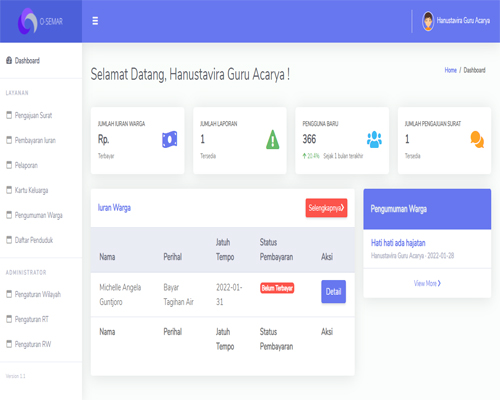 O-SEMAR
Hanustavira Guru Acarya
Dashboard
LAYANAN
Pengajuan Surat
Pembayaran Iuran
Pelaporan
Kartu Keluarga
Pengumuman Warga
Daftar Penduduk
ADMINISTRATOR
Pengaturan Wilayah
Pengaturan RT
Pengaturan RW
Version 1.1
Selamat Datang, Hanustavira Guru Acarya !
Home / Dashboard
JUMLAH IURAN WARGA
Rp.
Terbayar
JUMLAH LAPORAN
1
Tersedia
PENGGUNA BARU
366
20.4% Sejak 1 bulan terakhir
JUMLAH PENGAJUAN SURAT
1
Tersedia
Iuran Warga
Selengkapnya
Nama Perihal Jatuh Tempo Status Pembayaran Aksi
Michelle Angela Guntjoro Bayar Tagihan Air 2022-01-31 Belum Terbayar Detail
Nama Perihal Jatuh Tempo Status Pembayaran Aksi
Pengumuman Warga
Hati hati ada hajatan
Hanustavira Guru Acarya · 2022-01-28
View More